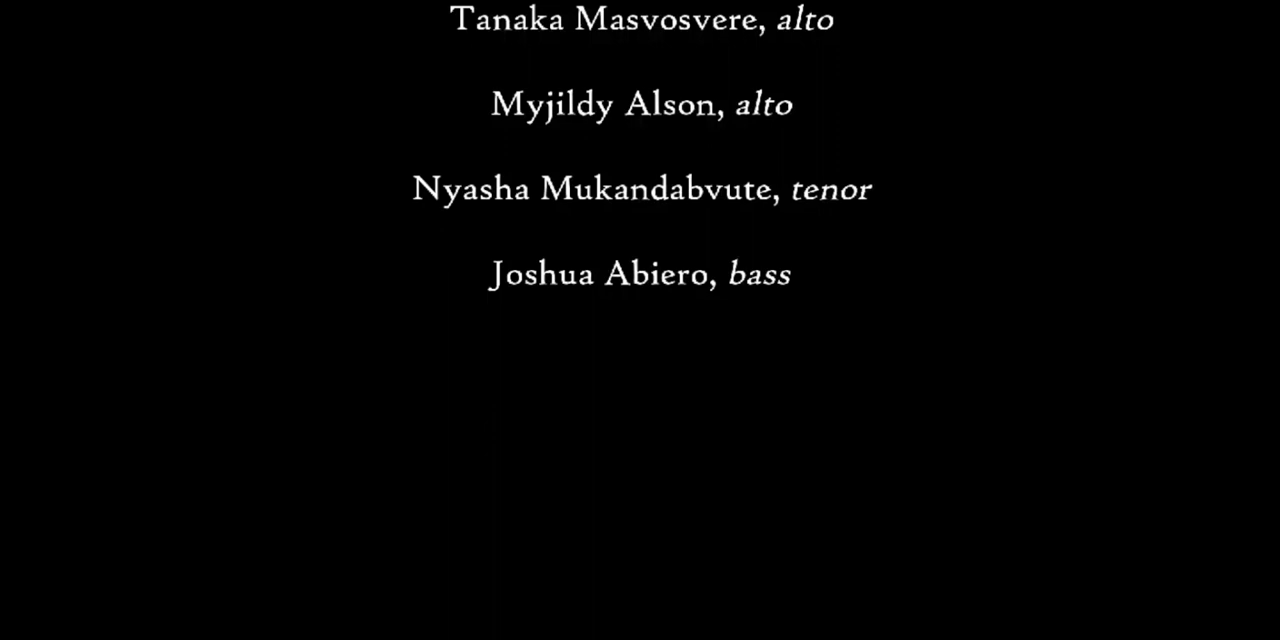 Tanaka Masvosvere, alto
Myjildy Alson, alto
Nyasha Mukandabvute, tenor
Joshua Abiero, bass